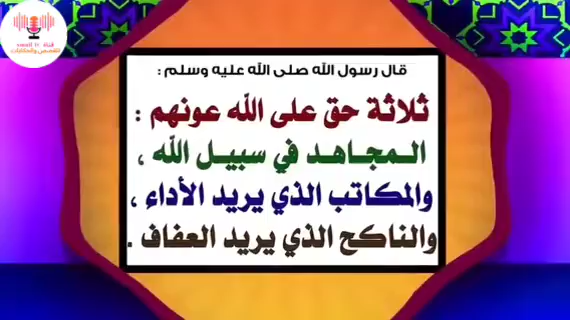 قال رسول الله صلى الله عليه وسلم :
ثلاثة حق على الله عونهم :
المجاهد في سبيل الله ،
والمكاتب الذي يريد الأداء ،
والناكح الذي يريد العفاف .